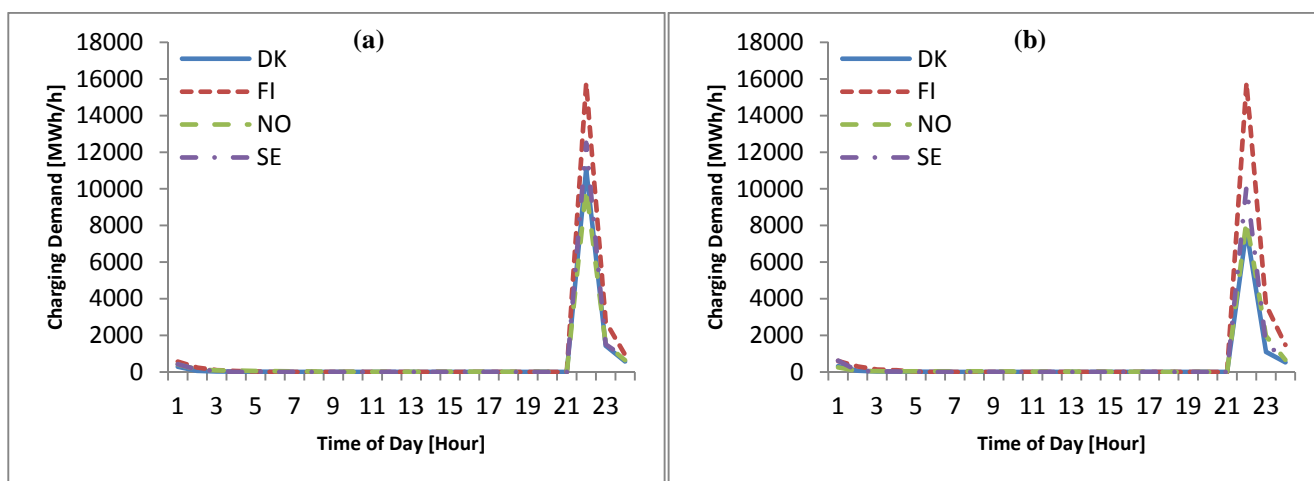 (a)
DK
FI
NO
SE
18000
16000
14000
12000
10000
8000
6000
4000
2000
0
Charging Demand [MWh/h]
1 3 5 7 9 11 13 15 17 19 21 23
Time of Day [Hour]
(b)
DK
FI
NO
SE
18000
16000
14000
12000
10000
8000
6000
4000
2000
0
Charging Demand [MWh/h]
1 3 5 7 9 11 13 15 17 19 21 23
Time of Day [Hour]